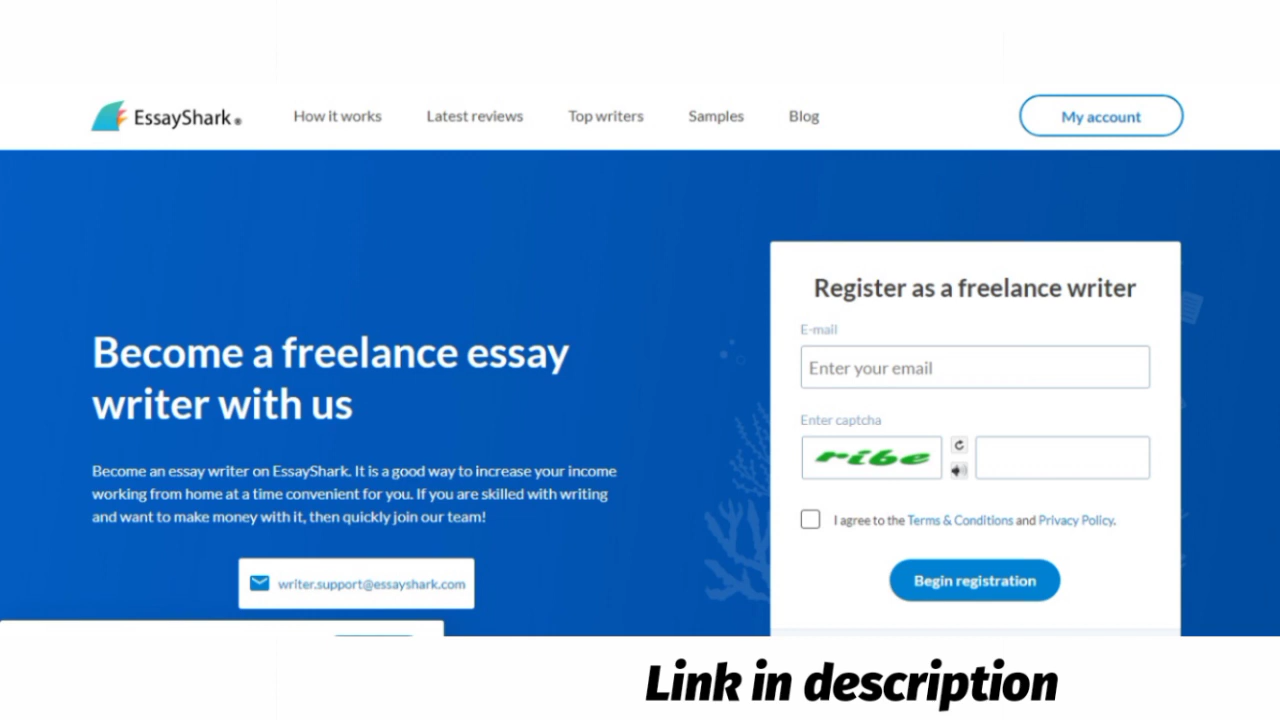 EssayShark®
How it works
Latest reviews
Top writers
Samples
Blog
My account
Become a freelance essay
writer with us
Become an essay writer on EssayShark. It is a good way to increase your income
working from home at a time convenient for you. If you are skilled with writing
and want to make money with it, then quickly join our team!
writer.support@essayshark.com
Register as a freelance writer
E-mail
Enter your email
Enter captcha
ribe
I agree to the Terms & Conditions and Privacy Policy.
Begin registration
Link in description